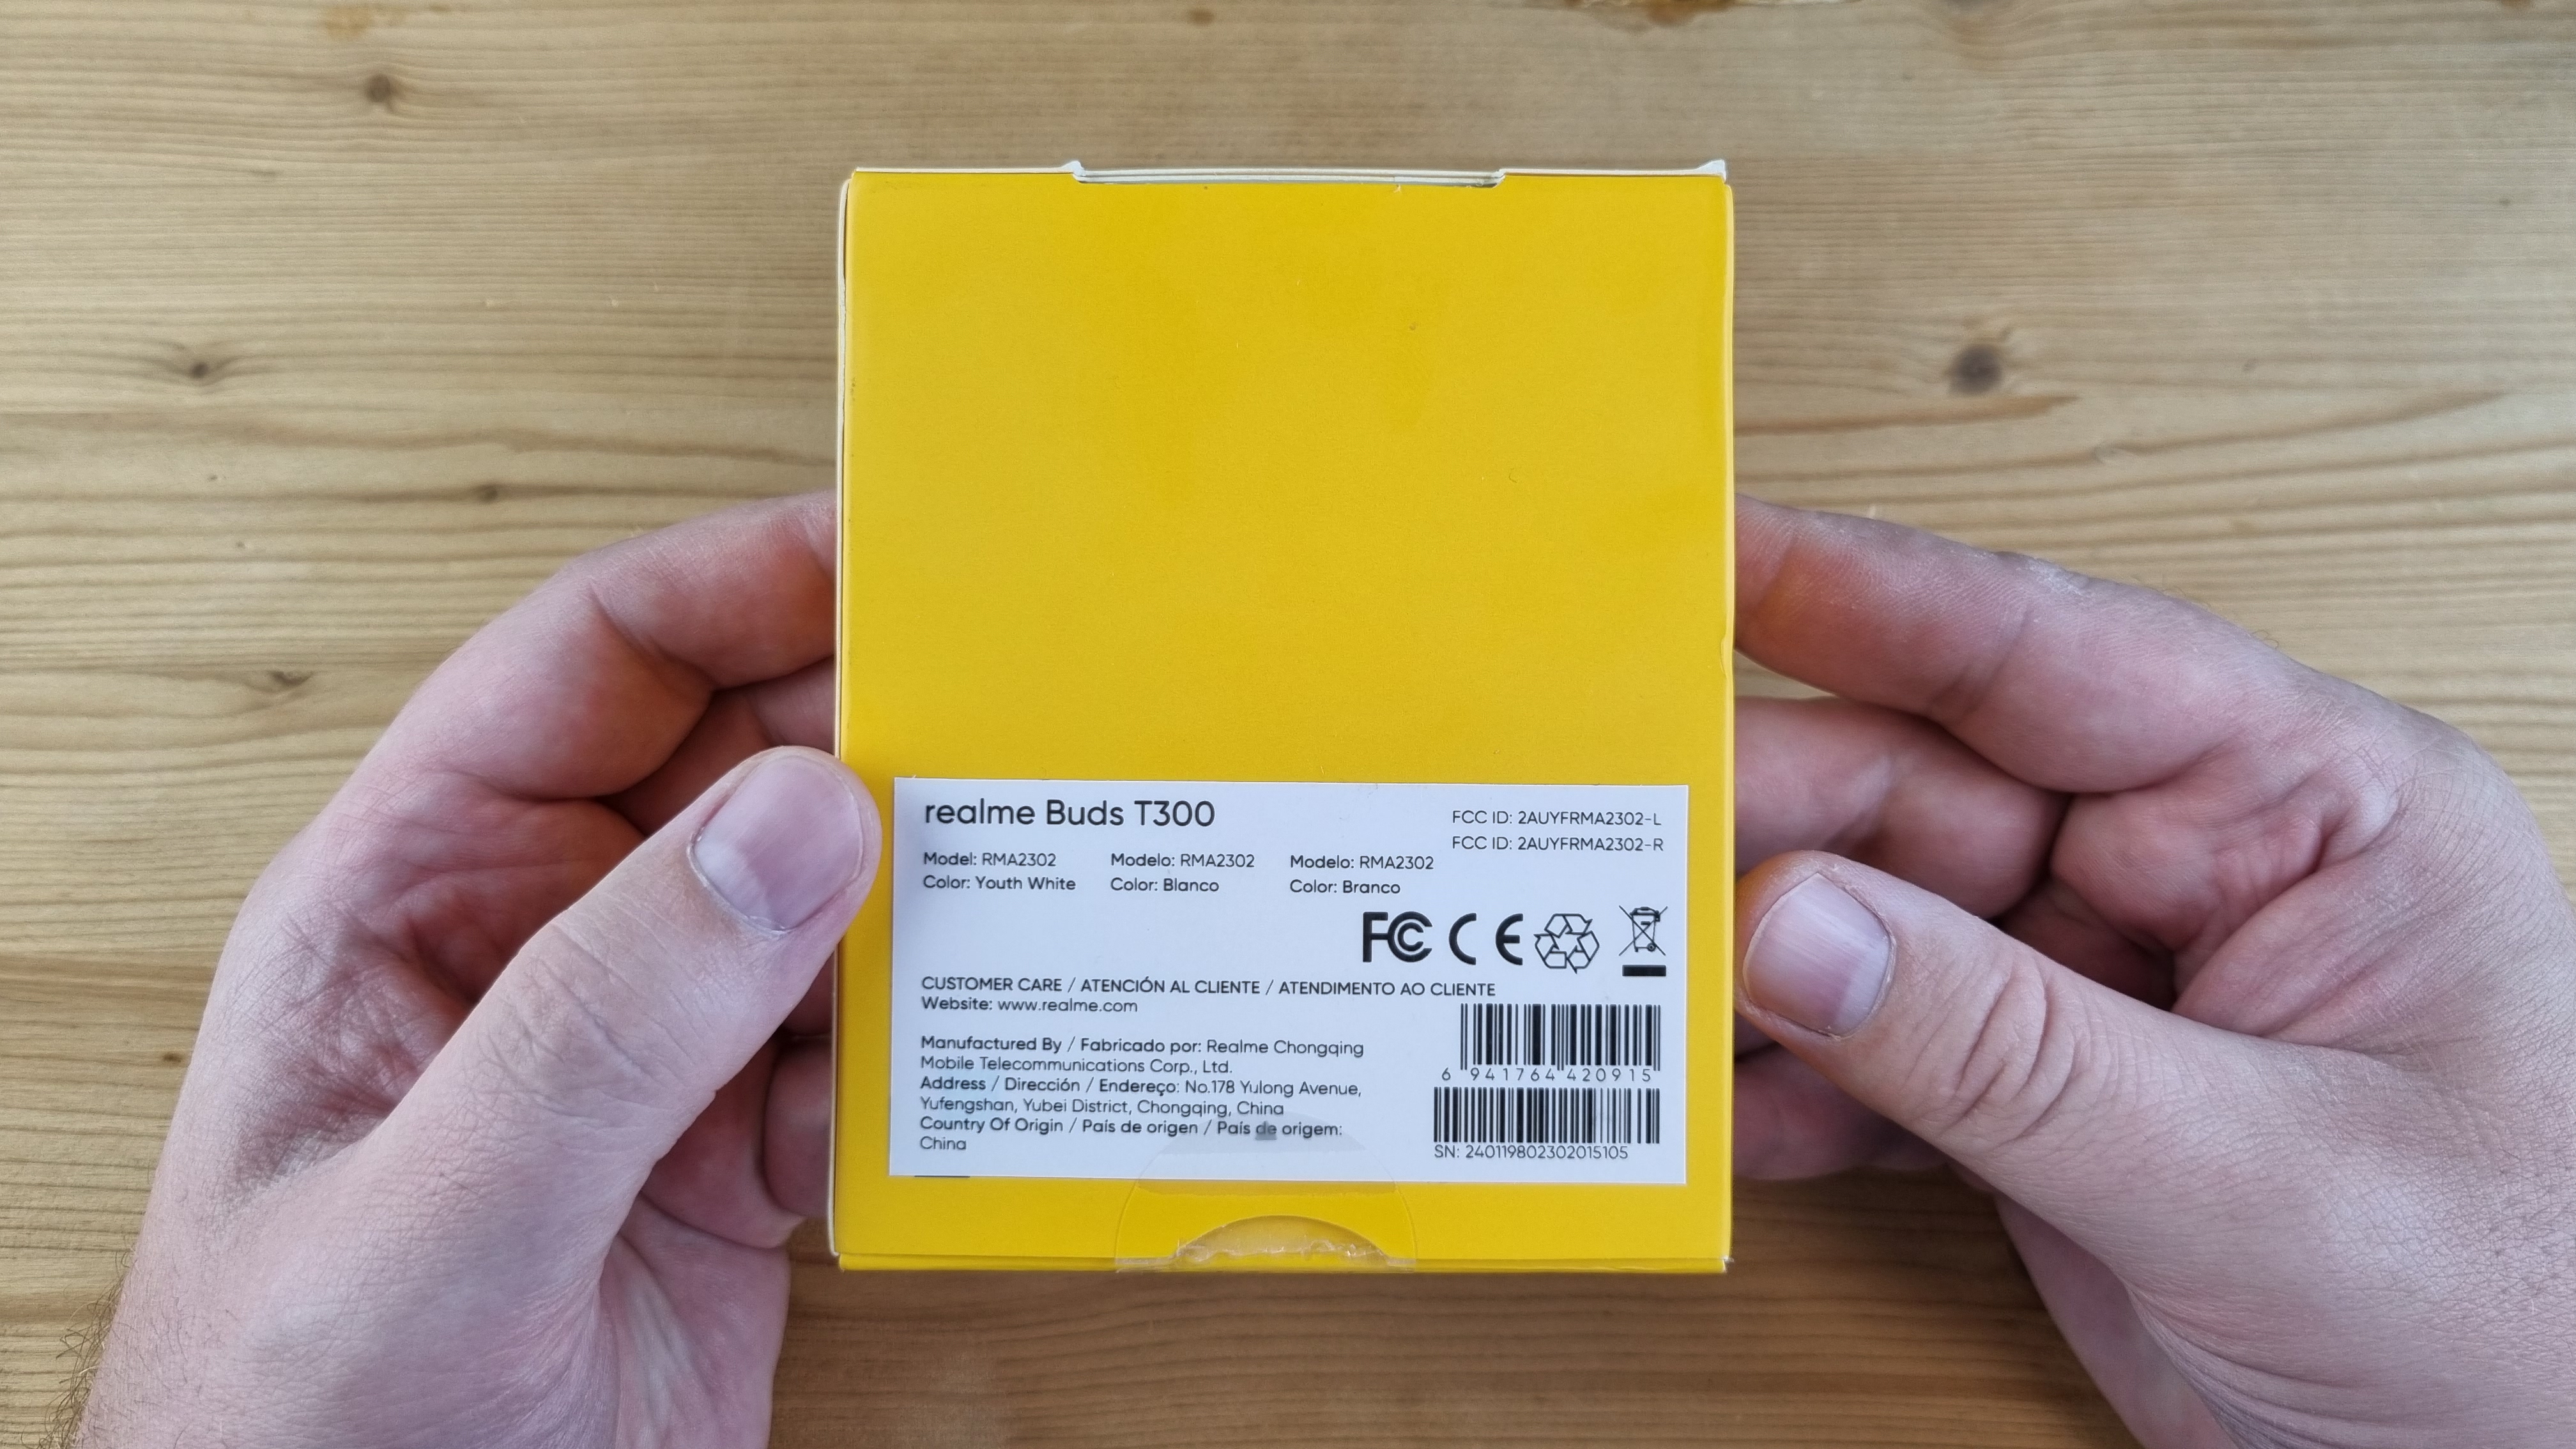 realme Buds T300
FCC ID: 2AUYFRMA2302-L
FCC ID: 2AUYFRMA2302-R
Model: RMA2302
Color: Youth White
Modelo: RMA2302
Color: Blanco
Modelo: RMA2302
Color: Branco
FC CE
CUSTOMER CARE / ATENCIÓN AL CLIENTE / ATENDIMENTO AO CLIENTE
Website: www.realme.com
Manufactured By / Fabricado por: Realme Chongqing
Mobile Telecommunications Corp., Ltd.
Address / Dirección / Endereço: No.178 Yulong Avenue,
Yufengshan, Yubei District, Chongqing, China
Country Of Origin / País de origen / País de origem:
China
6 941764 420915
SN: 240119802302015105